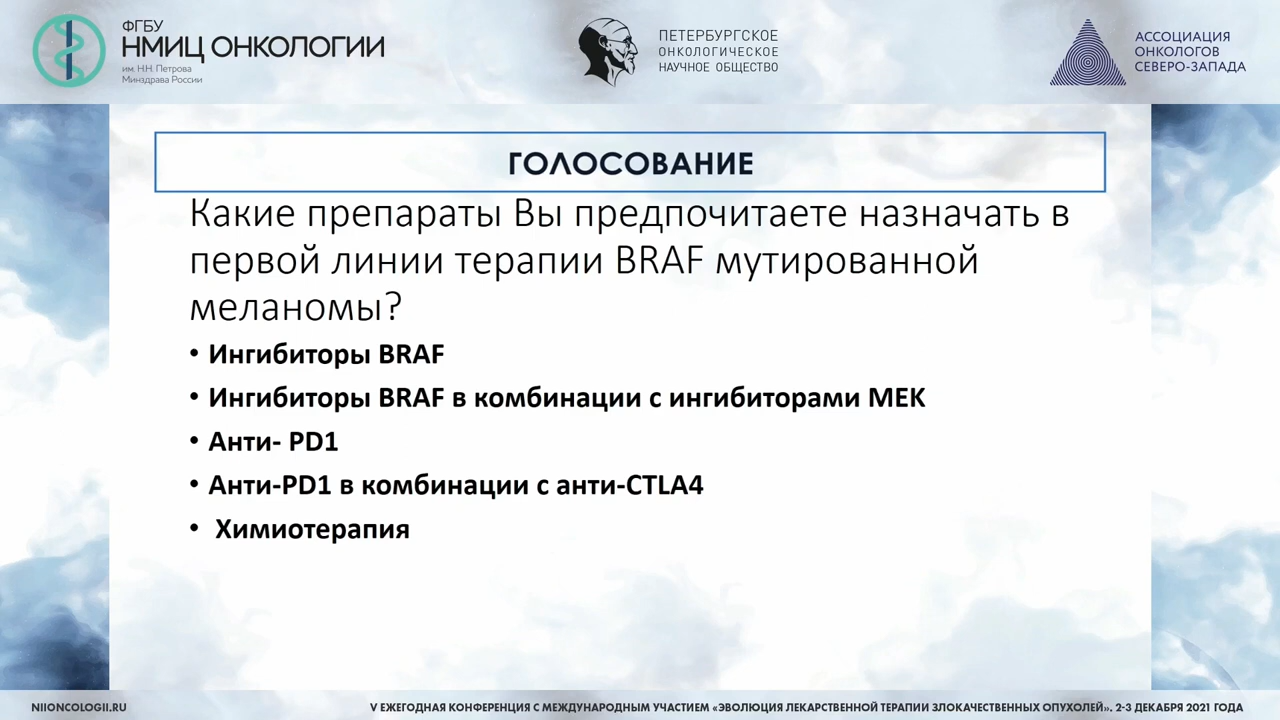 ФГБУ
НМИЦ ОНКОЛОГИИ
им. Н.Н. Петрова
Минздрава России
ПЕТЕРБУРГСКОЕ
ОНКОЛОГИЧЕСКОЕ
НАУЧНОЕ ОБЩЕСТВО
АССОЦИАЦИЯ
ОНКОЛОГОВ
СЕВЕРО-ЗАПАДА
ГОЛОСОВАНИЕ
Какие препараты Вы предпочитаете назначать в
первой линии терапии BRAF мутированной
меланомы?
• Ингибиторы BRAF
• Ингибиторы BRAF в комбинации с ингибиторами MEK
• Анти- PD1
• Анти-PD1 в комбинации с анти-CTLA4
• Химиотерапия
NIIONCOLOGII.RU
V ЕЖЕГОДНАЯ КОНФЕРЕНЦИЯ С МЕЖДУНАРОДНЫМ УЧАСТИЕМ «ЭВОЛЮЦИЯ ЛЕКАРСТВЕННОЙ ТЕРАПИИ ЗЛОКАЧЕСТВЕННЫХ ОПУХОЛЕЙ». 2-3 ДЕКАБРЯ 2021 ГОДА